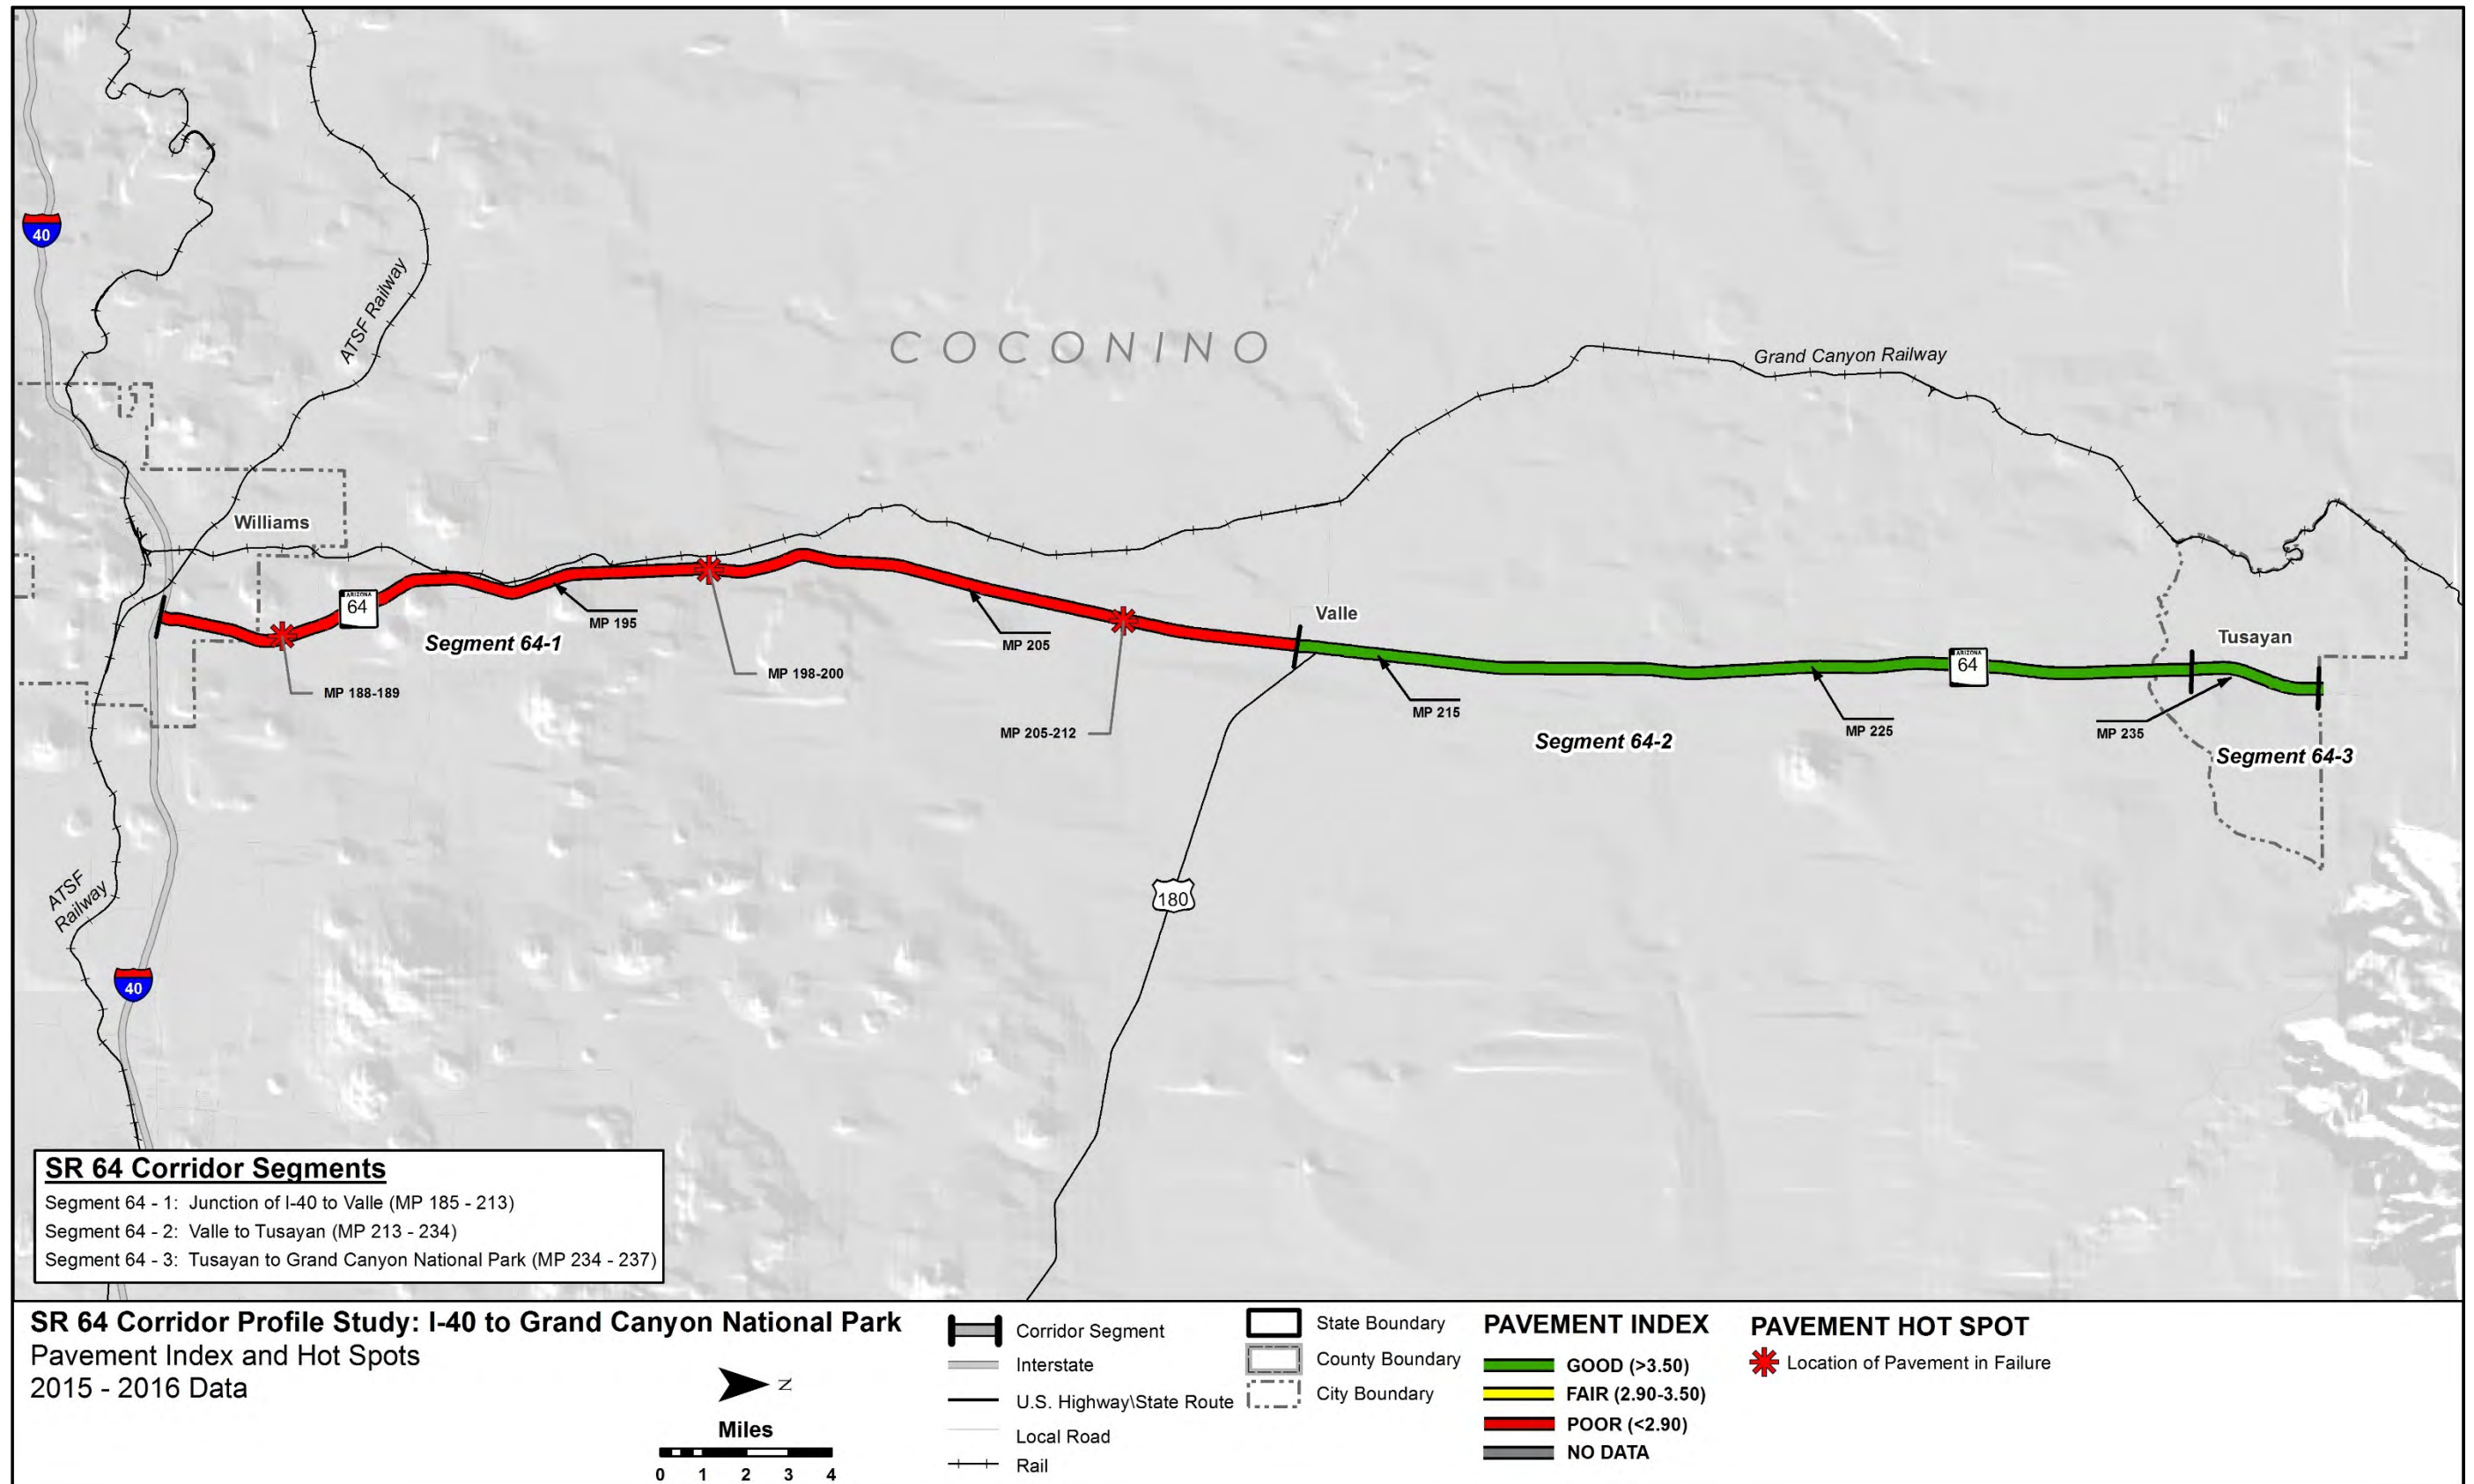 40
ATSF Railway
COCONINO
Grand Canyon Railway
Williams
ARIZONA
64
Segment 64-1
MP 188-189
MP 195
MP 198-200
MP 205
MP 205-212
Valle
MP 215
Segment 64-2
MP 225
ARIZONA
64
MP 235
Tusayan
Segment 64-3
180
ATSF
Railway
40
SR 64 Corridor Segments
Segment 64 - 1: Junction of I-40 to Valle (MP 185 - 213)
Segment 64 - 2: Valle to Tusayan (MP 213 - 234)
Segment 64 - 3: Tusayan to Grand Canyon National Park (MP 234 - 237)
SR 64 Corridor Profile Study: I-40 to Grand Canyon National Park
Pavement Index and Hot Spots
2015 - 2016 Data
N
Miles
0 1 2 3 4
Corridor Segment
Interstate
U.S. Highway\State Route
Local Road
Rail
State Boundary
County Boundary
City Boundary
PAVEMENT INDEX
GOOD (>3.50)
FAIR (2.90-3.50)
POOR (<2.90)
NO DATA
PAVEMENT HOT SPOT
Location of Pavement in Failure